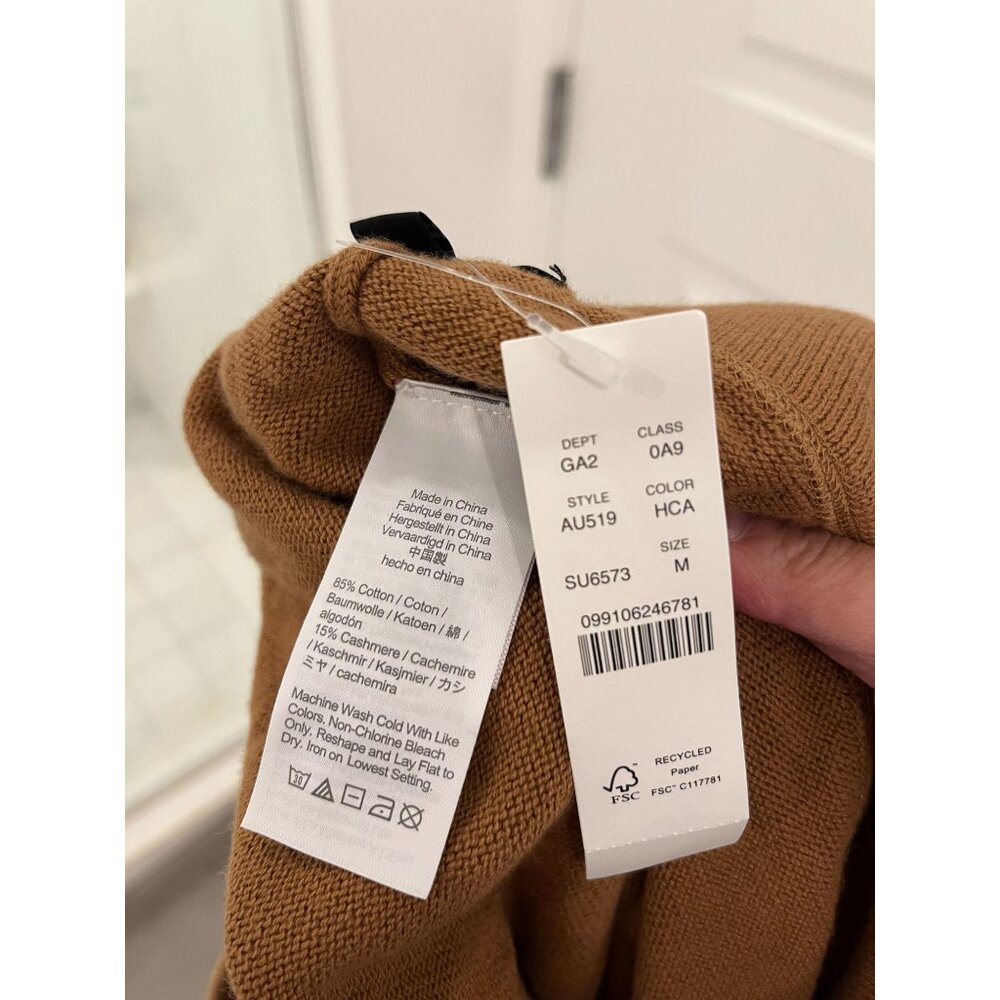 Made in China
Fabriqué en Chine
Hergestellt in China
Vervaardigd in China
中国製
hecho en china
85% Cotton / Coton /
Baumwolle / Katoen / 綿 /
algodón
15% Cashmere / Cachemire
/ Kaschmir / Kasjmier / カシ
ミヤ / cachemira
Machine Wash Cold With Like
Colors. Non-Chlorine Bleach
Only. Reshape and Lay Flat to
Dry. Iron on Lowest Setting.
30
DEPT CLASS
GA2 0A9
STYLE COLOR
AU519 HCA
SIZE
SU6573 M
099106246781
RECYCLED
Paper
FSC™ C117781
FSC™